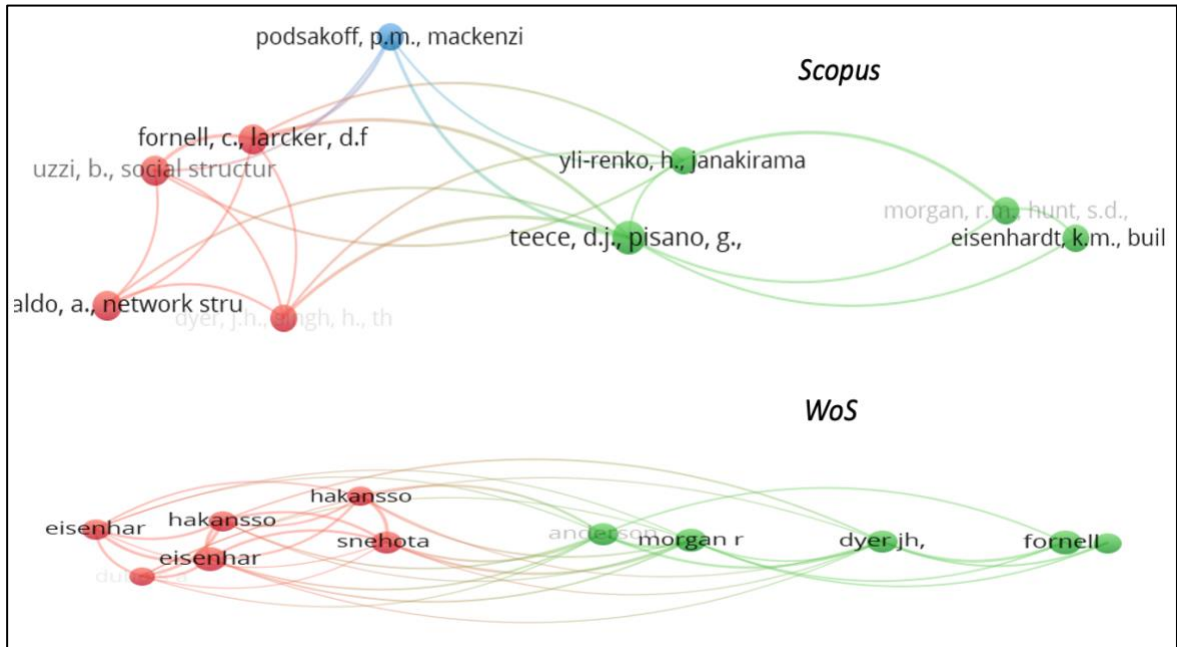 podsakoff, p.m., mackenzi
Scopus
fornell, c., larcker, d.f
uzzi, b., social structur
yli-renko, h., janakirama
morgan, r.m., hunt, s.d.,
teece, d.j., pisano, g.,
eisenhardt, k.m., buil
aldo, a., network stru
dyer, j.h., singh, h., th
WoS
hakansso
eisenhar
hakansso
snehota
anderson
morgan r
dyer jh,
fornell
eisenhar